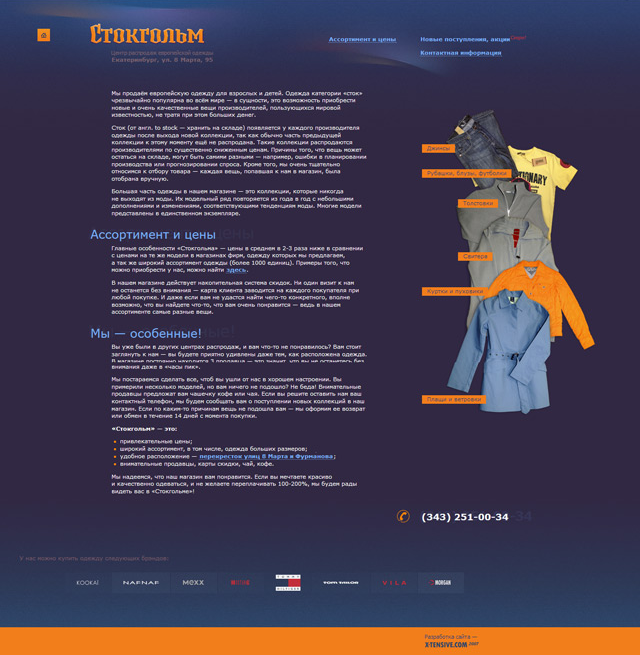 Стокгольм
Центр распродаж европейской одежды
Екатеринбург, ул. 8 Марта, 95
Ассортимент и цены
Новые поступления, акции
Контактная информация
Мы продаём европейскую одежду для взрослых и детей. Одежда категории «сток»
чрезвычайно популярна во всём мире — в сущности, это возможность приобрести
новые и очень качественные вещи производителей, пользующихся мировой
известностью, не тратя при этом больших денег.
Сток (от англ. to stock — хранить на складе) появляется у каждого производителя
одежды после выхода новой коллекции, так как обычно часть предыдущей
коллекции к этому моменту ещё не распродана. Такие коллекции распродаются
производителями по существенно сниженным ценам. Причины того, что вещь может
остаться на складе, могут быть самыми разными — например, ошибки в планировании
производства или прогнозировании спроса. Кроме того, мы очень тщательно
относимся к отбору товара — каждая вещь, попавшая к нам в магазин, была
отобрана вручную.
Большая часть одежды в нашем магазине — это коллекции, которые никогда
не выходят из моды. Их модельный ряд повторяется из года в год с небольшими
дополнениями и изменениями, соответствующими тенденциям моды. Многие модели
представлены в единственном экземпляре.
Ассортимент и цены
Главные особенности «Стокгольма» — цены в среднем в 2-3 раза ниже в сравнении
с ценами на те же модели в магазинах фирм, одежду которых мы предлагаем,
а так же широкий ассортимент одежды (более 1000 единиц). Примеры того, что
можно приобрести у нас, можно найти здесь.
В нашем магазине действует накопительная система скидок. Ни один визит к нам
не останется без внимания — карта клиента заводится на каждого покупателя при
любой покупке. И даже если вам не удастся найти чего-то конкретного, вполне
возможно, что вы найдете что-то, что вам очень понравится — ведь в нашем
ассортименте самые разные вещи.
Мы — особенные!
Вы уже были в других центрах распродаж, и вам что-то не понравилось? Вам стоит
заглянуть к нам — вы будете приятно удивлены даже тем, как расположена одежда.
В магазине постоянно находится 3 продавца — это значит, что вы не останетесь без
внимания даже в «часы пик».
Мы постараемся сделать все, чтоб вы ушли от нас в хорошем настроении. Вы
примерили несколько моделей, но вам ничего не подошло? Не беда! Внимательные
продавцы предложат вам чашечку кофе или чая. Если вы решите оставить нам ваш
контактный телефон, мы будем сообщать вам о поступлении новых коллекций в наш
магазин. Если по каким-то причинам вещь не подошла вам — мы оформим ее возврат
или обмен в течение 14 дней с момента покупки.
«Стокгольм» — это:
привлекательные цены;
широкий ассортимент, в том числе, одежда больших размеров;
удобное расположение — перекресток улиц 8 Марта и Фурманова;
внимательные продавцы, карты скидки, чай, кофе.
Мы надеемся, что наш магазин вам понравится. Если вы мечтаете красиво
и качественно одеваться, и не желаете переплачивать 100-200%, мы будем рады
видеть вас в «Стокгольме»!
Джинсы
Рубашки, блузы, футболки
Толстовки
Свитера
Куртки и пуховики
Плащи и ветровки
(343) 251-00-34
У нас можно купить одежду следующих брендов:
KOOKAÏ
NAFNAF
mexx
MUSTANG
TOMMY
HILFIGER
TOM TAILOR
VILA
MORGAN
Разработка сайта —
X-TENSIVE.COM